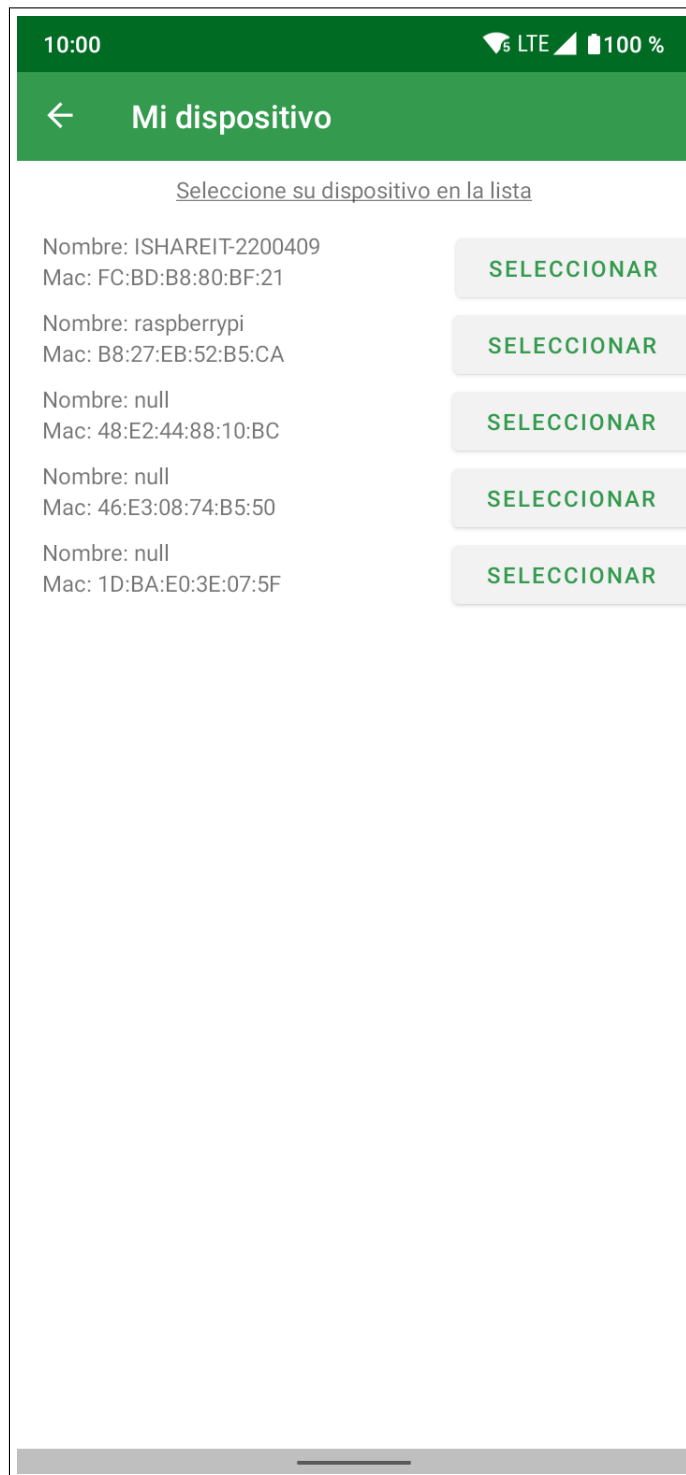 10:00 5 LTE 100 %
Mi dispositivo
Seleccione su dispositivo en la lista
Nombre: ISHAREIT-2200409
Mac: FC:BD:B8:80:BF:21
SELECCIONAR
Nombre: raspberrypi
Mac: B8:27:EB:52:B5:CA
SELECCIONAR
Nombre: null
Mac: 48:E2:44:88:10:BC
SELECCIONAR
Nombre: null
Mac: 46:E3:08:74:B5:50
SELECCIONAR
Nombre: null
Mac: 1D:BA:E0:3E:07:5F
SELECCIONAR